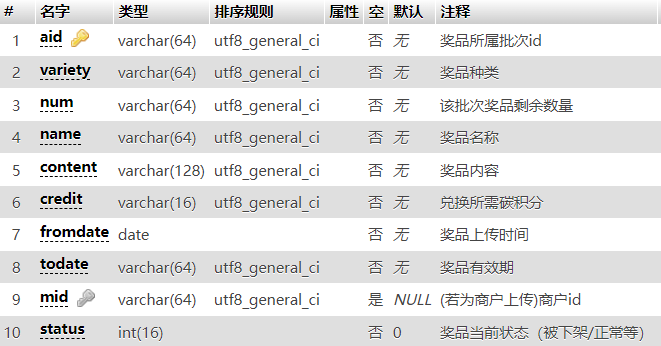 # 名字 类型 排序规则 属性 空 默认 注释
1 aid varchar(64) utf8_general_ci 否 无 奖品所属批次id
2 variety varchar(64) utf8_general_ci 否 无 奖品种类
3 num varchar(64) utf8_general_ci 否 无 该批次奖品剩余数量
4 name varchar(64) utf8_general_ci 否 无 奖品名称
5 content varchar(128) utf8_general_ci 否 无 奖品内容
6 credit varchar(16) utf8_general_ci 否 无 兑换所需碳积分
7 fromdate date 否 无 奖品上传时间
8 todate varchar(64) utf8_general_ci 否 无 奖品有效期
9 mid varchar(64) utf8_general_ci 是 NULL (若为商户上传)商户id
10 status int(16) 否 0 奖品当前状态（被下架/正常等）